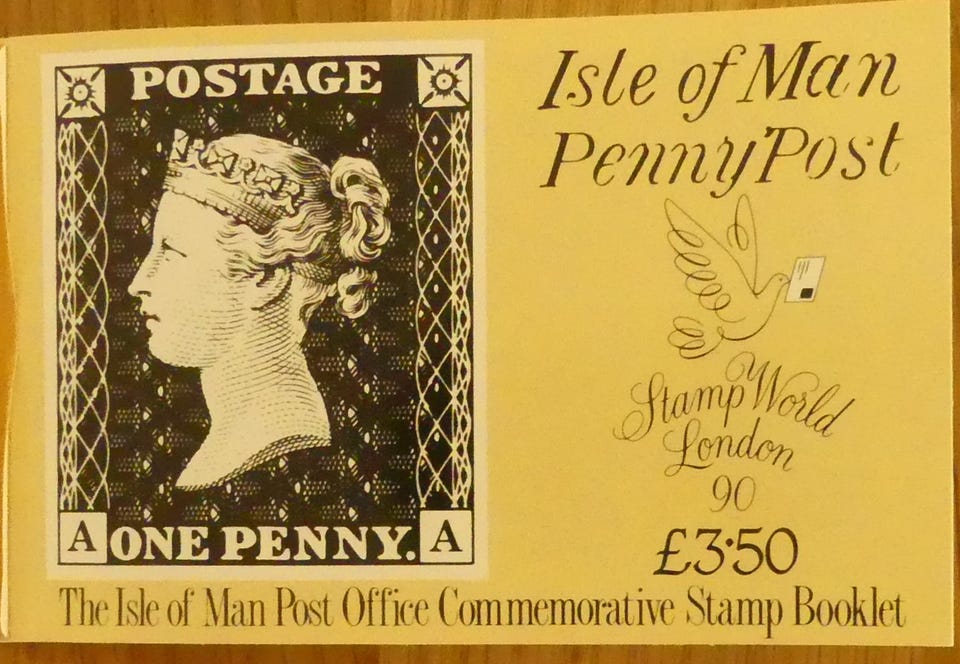 POSTAGE
A ONE PENNY. A
Isle of Man
Penny Post
Stamp World
London
90
£3·50
The Isle of Man Post Office Commemorative Stamp Booklet